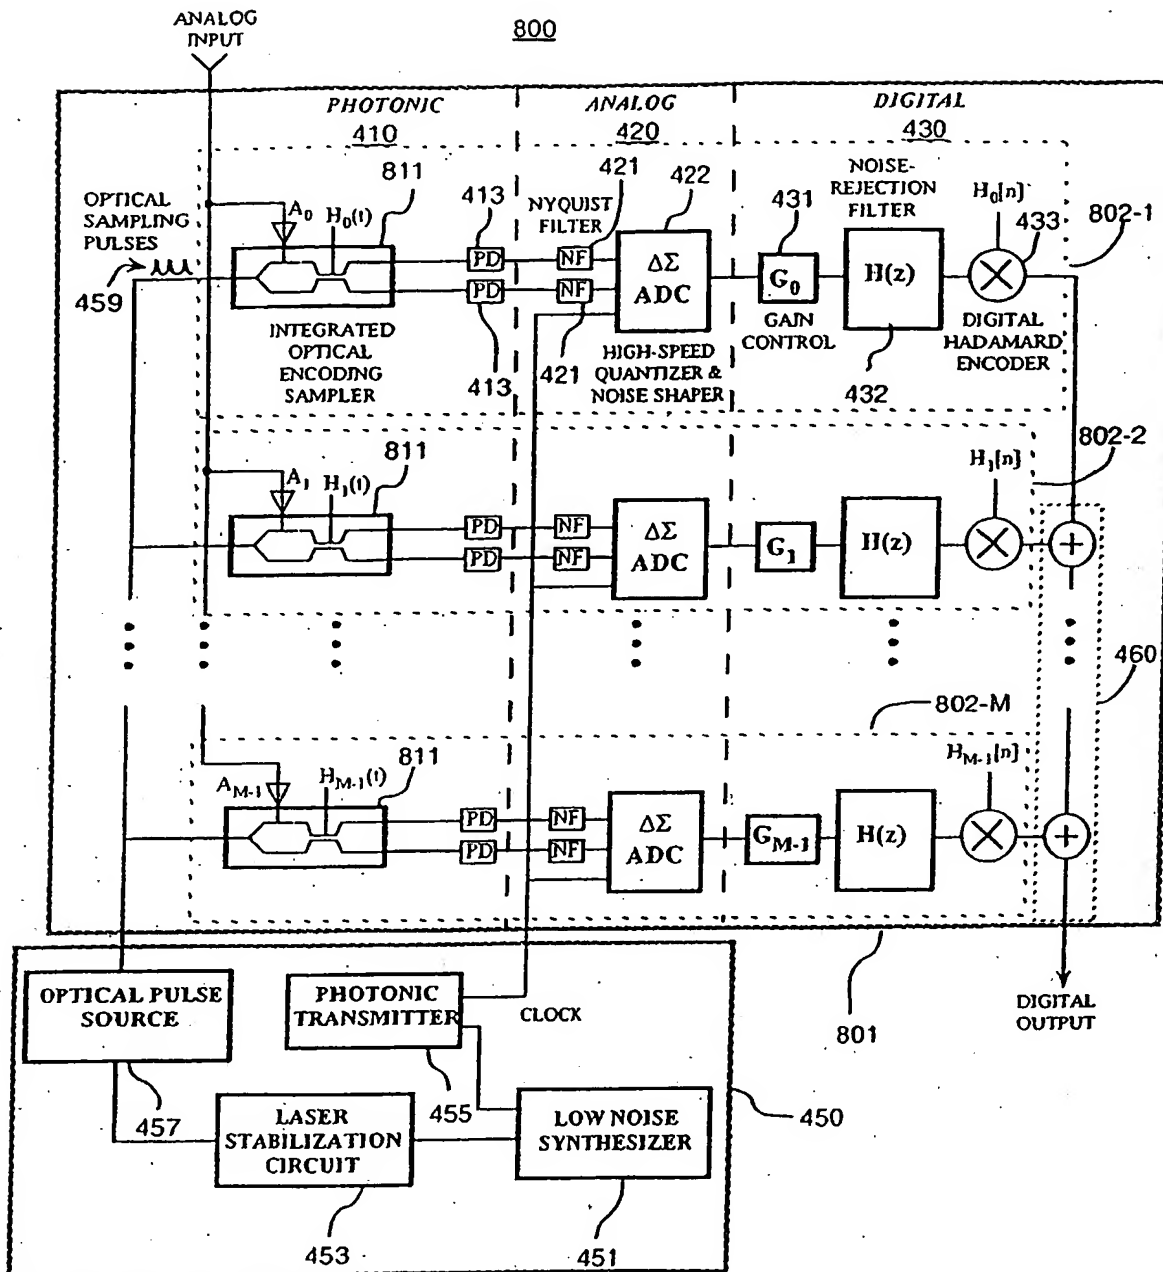 ANALOG
INPUT
800
PHOTONIC
410
ANALOG
420
DIGITAL
430
OPTICAL
SAMPLING
PULSES
459
A0
H0(t)
811
413
PD
PD
413
INTEGRATED
OPTICAL
ENCODING
SAMPLER
NYQUIST
FILTER
421
NF
NF
421
422
ΔΣ
ADC
HIGH-SPEED
QUANTIZER &
NOISE SHAPER
431
G0
GAIN
CONTROL
NOISE-
REJECTION
FILTER
H(z)
432
H0[n]
433
DIGITAL
HADAMARD
ENCODER
802-1
A1
H1(t)
811
PD
PD
NF
NF
ΔΣ
ADC
G1
H(z)
H1[n]
802-2
+
460
802-M
AM-1
HM-1(t)
811
PD
PD
NF
NF
ΔΣ
ADC
GM-1
H(z)
HM-1[n]
+
801
DIGITAL
OUTPUT
OPTICAL PULSE
SOURCE
457
PHOTONIC
TRANSMITTER
455
CLOCK
LASER
STABILIZATION
CIRCUIT
453
LOW NOISE
SYNTHESIZER
451
450